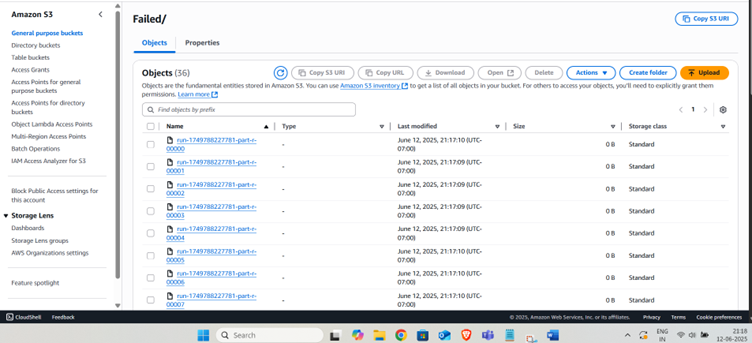 Amazon S3
General purpose buckets
Directory buckets
Table buckets
Access Grants
Access Points for general
purpose buckets
Access Points for directory
buckets
Object Lambda Access Points
Multi-Region Access Points
Batch Operations
IAM Access Analyzer for S3
Block Public Access settings for
this account
Storage Lens
Dashboards
Storage Lens groups
AWS Organizations settings
Feature spotlight
Failed/
Copy S3 URI
Objects
Properties
Objects (36)
Copy S3 URI
Copy URL
Download
Open
Delete
Actions
Create folder
Upload
Objects are the fundamental entities stored in Amazon S3. You can use Amazon S3 inventory to get a list of all objects in your bucket. For others to access your objects, you'll need to explicitly grant them
permissions. Learn more
Find objects by prefix
1
Name Type Last modified Size Storage class
run-1749788227781-part-r-
00000
-
June 12, 2025, 21:17:10 (UTC-
07:00)
0 B
Standard
run-1749788227781-part-r-
00001
-
June 12, 2025, 21:17:09 (UTC-
07:00)
0 B
Standard
run-1749788227781-part-r-
00002
-
June 12, 2025, 21:17:09 (UTC-
07:00)
0 B
Standard
run-1749788227781-part-r-
00003
-
June 12, 2025, 21:17:09 (UTC-
07:00)
0 B
Standard
run-1749788227781-part-r-
00004
-
June 12, 2025, 21:17:09 (UTC-
07:00)
0 B
Standard
run-1749788227781-part-r-
00005
-
June 12, 2025, 21:17:10 (UTC-
07:00)
0 B
Standard
run-1749788227781-part-r-
00006
-
June 12, 2025, 21:17:10 (UTC-
07:00)
0 B
Standard
run-1749788227781-part-r-
00007
-
June 12, 2025, 21:17:09 (UTC-
07:00)
0 B
Standard
CloudShell Feedback
© 2025, Amazon Web Services, Inc. or its affiliates. Privacy Terms Cookie preferences
Search
ENG
IN
21:18
12-06-2025